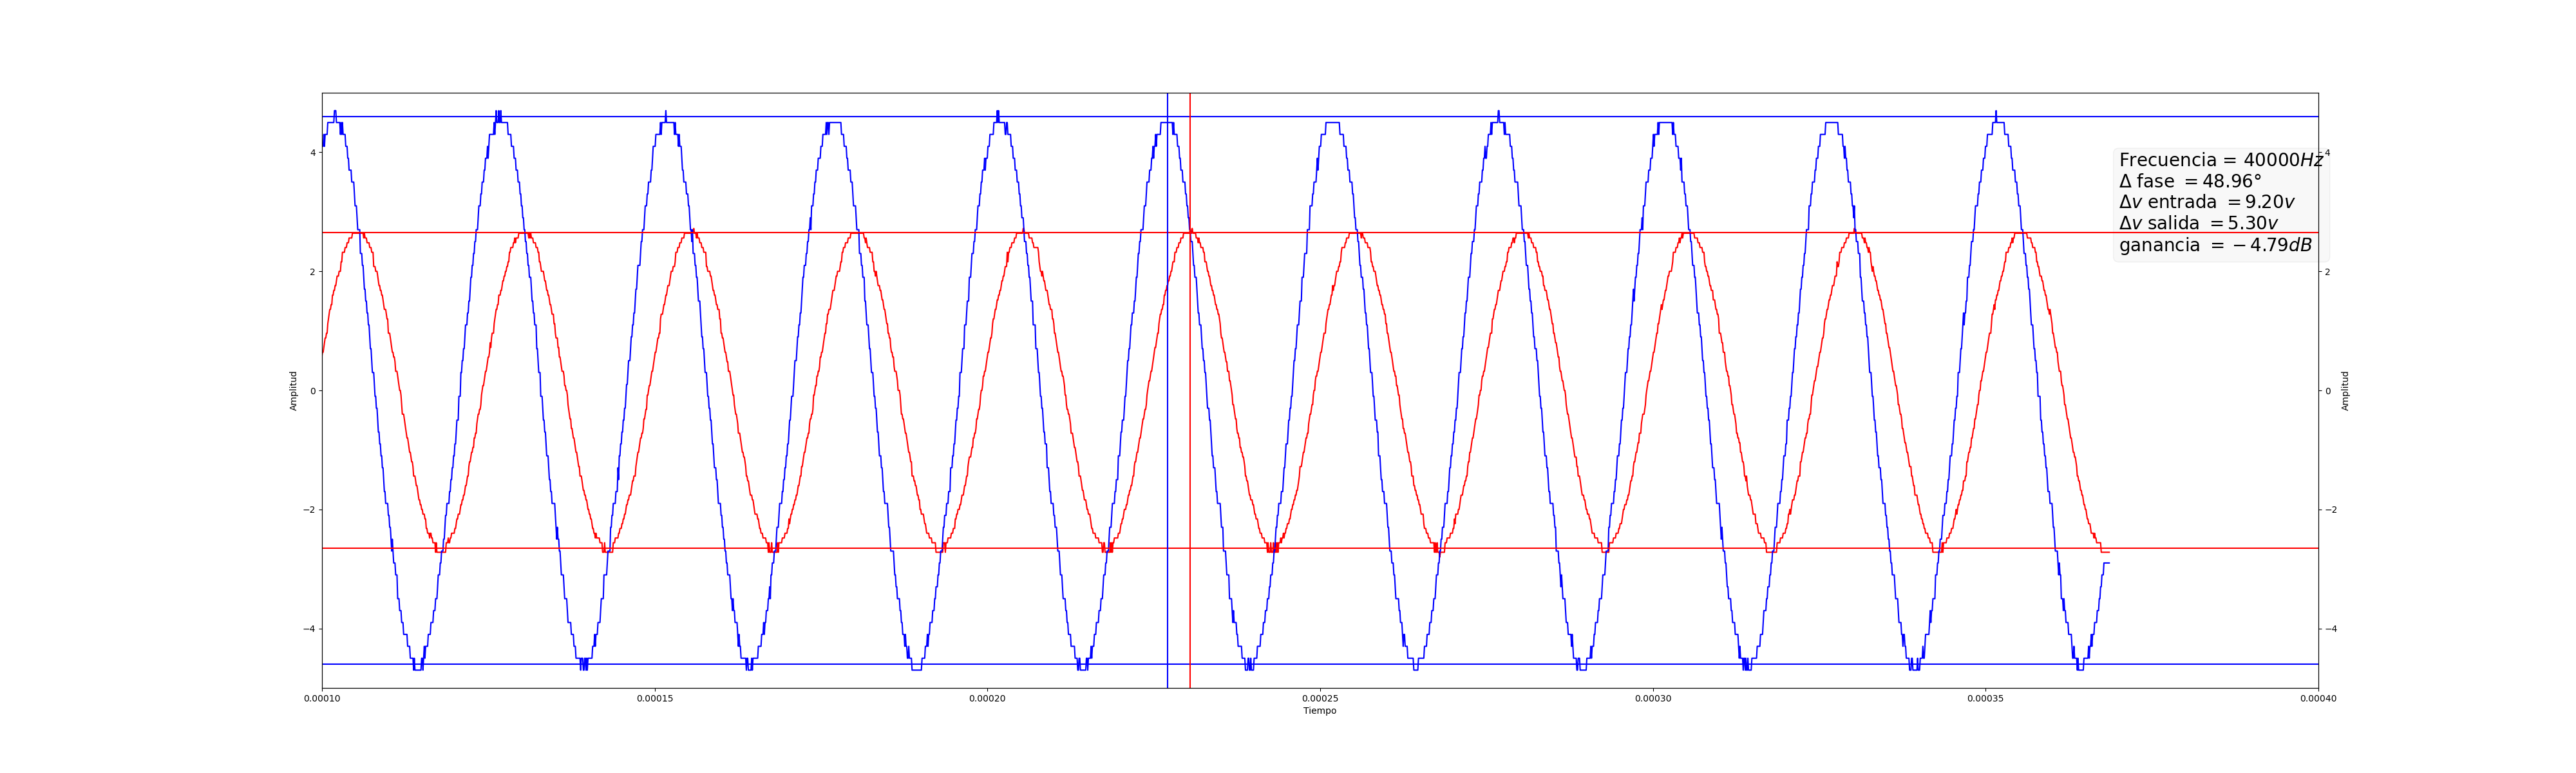 Frecuencia = 40000Hz
Δ fase = 48.96°
Δv entrada = 9.20v
Δv salida = 5.30v
ganancia = −4.79dB
Amplitud
4
2
0
−2
−4
4
2
0
−2
−4
Amplitud
0.00010 0.00015 0.00020 0.00025 0.00030 0.00035 0.00040
Tiempo